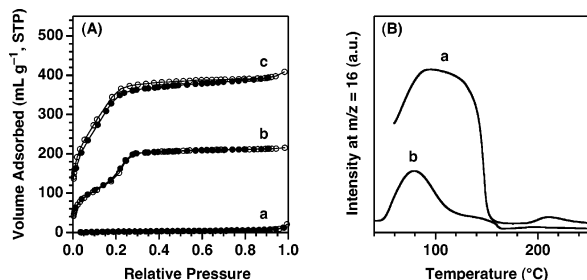 (A)
(B)
Volume Adsorbed (mL g⁻¹, STP)
500
400
300
200
100
0
c
b
a
0.0 0.2 0.4 0.6 0.8 1.0
Relative Pressure
Intensity at m/z = 16 (a.u.)
a
b
100 200
Temperature (°C)